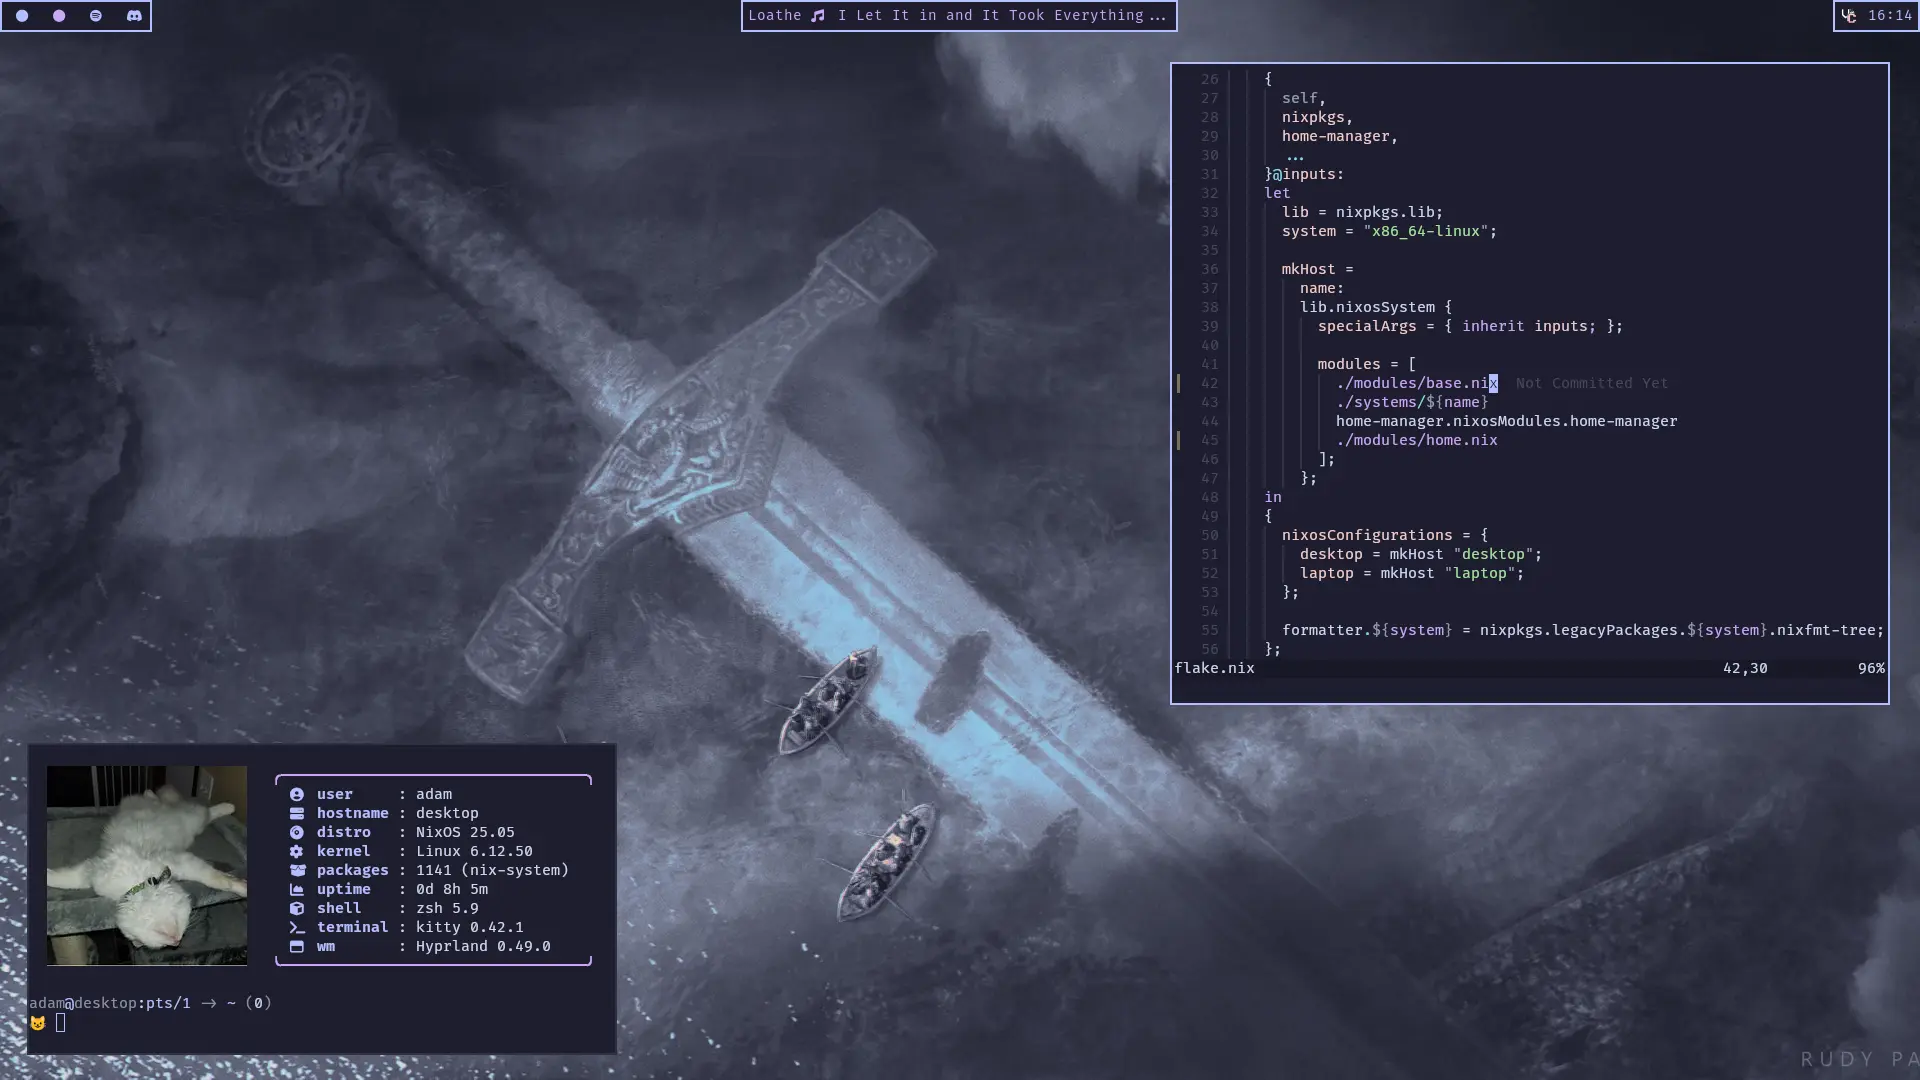 Loathe I Let It in and It Took Everything...
16:14
26 {
27 self,
28 nixpkgs,
29 home-manager,
30 ...
31 }@inputs:
32 let
33 lib = nixpkgs.lib;
34 system = "x86_64-linux";
35
36 mkHost =
37 name:
38 lib.nixosSystem {
39 specialArgs = { inherit inputs; };
40
41 modules = [
42 ./modules/base.nix Not Committed Yet
43 ./systems/${name}
44 home-manager.nixosModules.home-manager
45 ./modules/home.nix
46 ];
47 };
48 in
49 {
50 nixosConfigurations = {
51 desktop = mkHost "desktop";
52 laptop = mkHost "laptop";
53 };
54
55 formatter.${system} = nixpkgs.legacyPackages.${system}.nixfmt-tree;
56 };
flake.nix 42,30 96%
user : adam
hostname : desktop
distro : NixOS 25.05
kernel : Linux 6.12.50
packages : 1141 (nix-system)
uptime : 0d 8h 5m
shell : zsh 5.9
terminal : kitty 0.42.1
wm : Hyprland 0.49.0
adam@desktop:pts/1 -> ~ (0)
RUDY PA